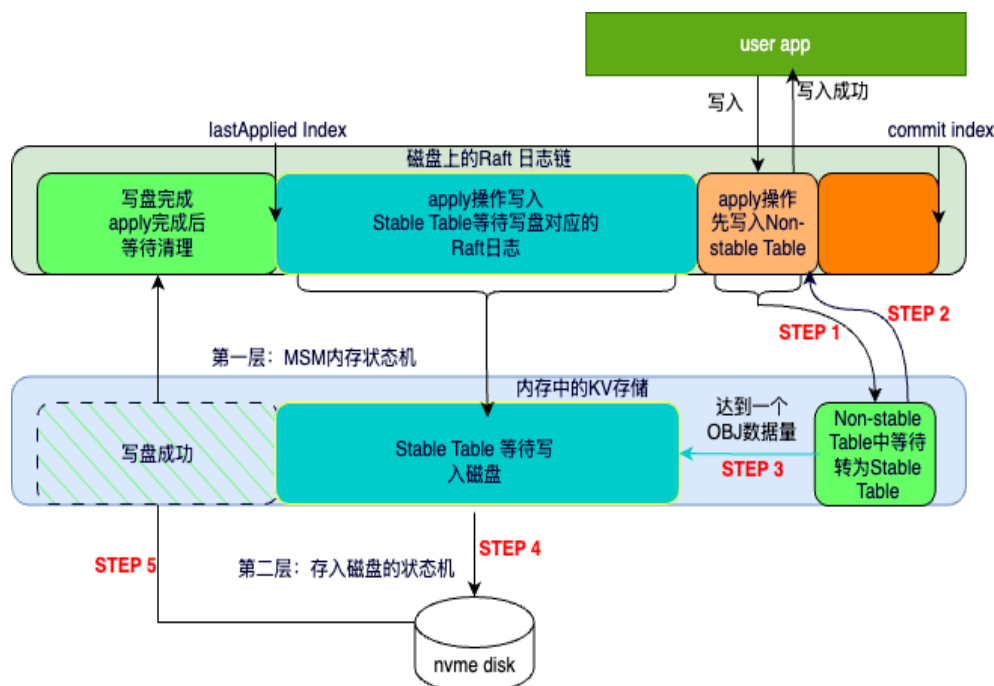 user app
写入
写入成功
lastApplied Index
commit index
磁盘上的Raft 日志链
写盘完成
apply完成后
等待清理
apply操作写入
Stable Table等待写盘对应的
Raft日志
apply操作
先写入Non-
stable Table
STEP 1
STEP 2
第一层：MSM内存状态机
内存中的KV存储
写盘成功
Stable Table 等待写
入磁盘
达到一个
OBJ数据量
STEP 3
Non-stable
Table中等待
转为Stable
Table
STEP 5
STEP 4
第二层：存入磁盘的状态机
nvme disk